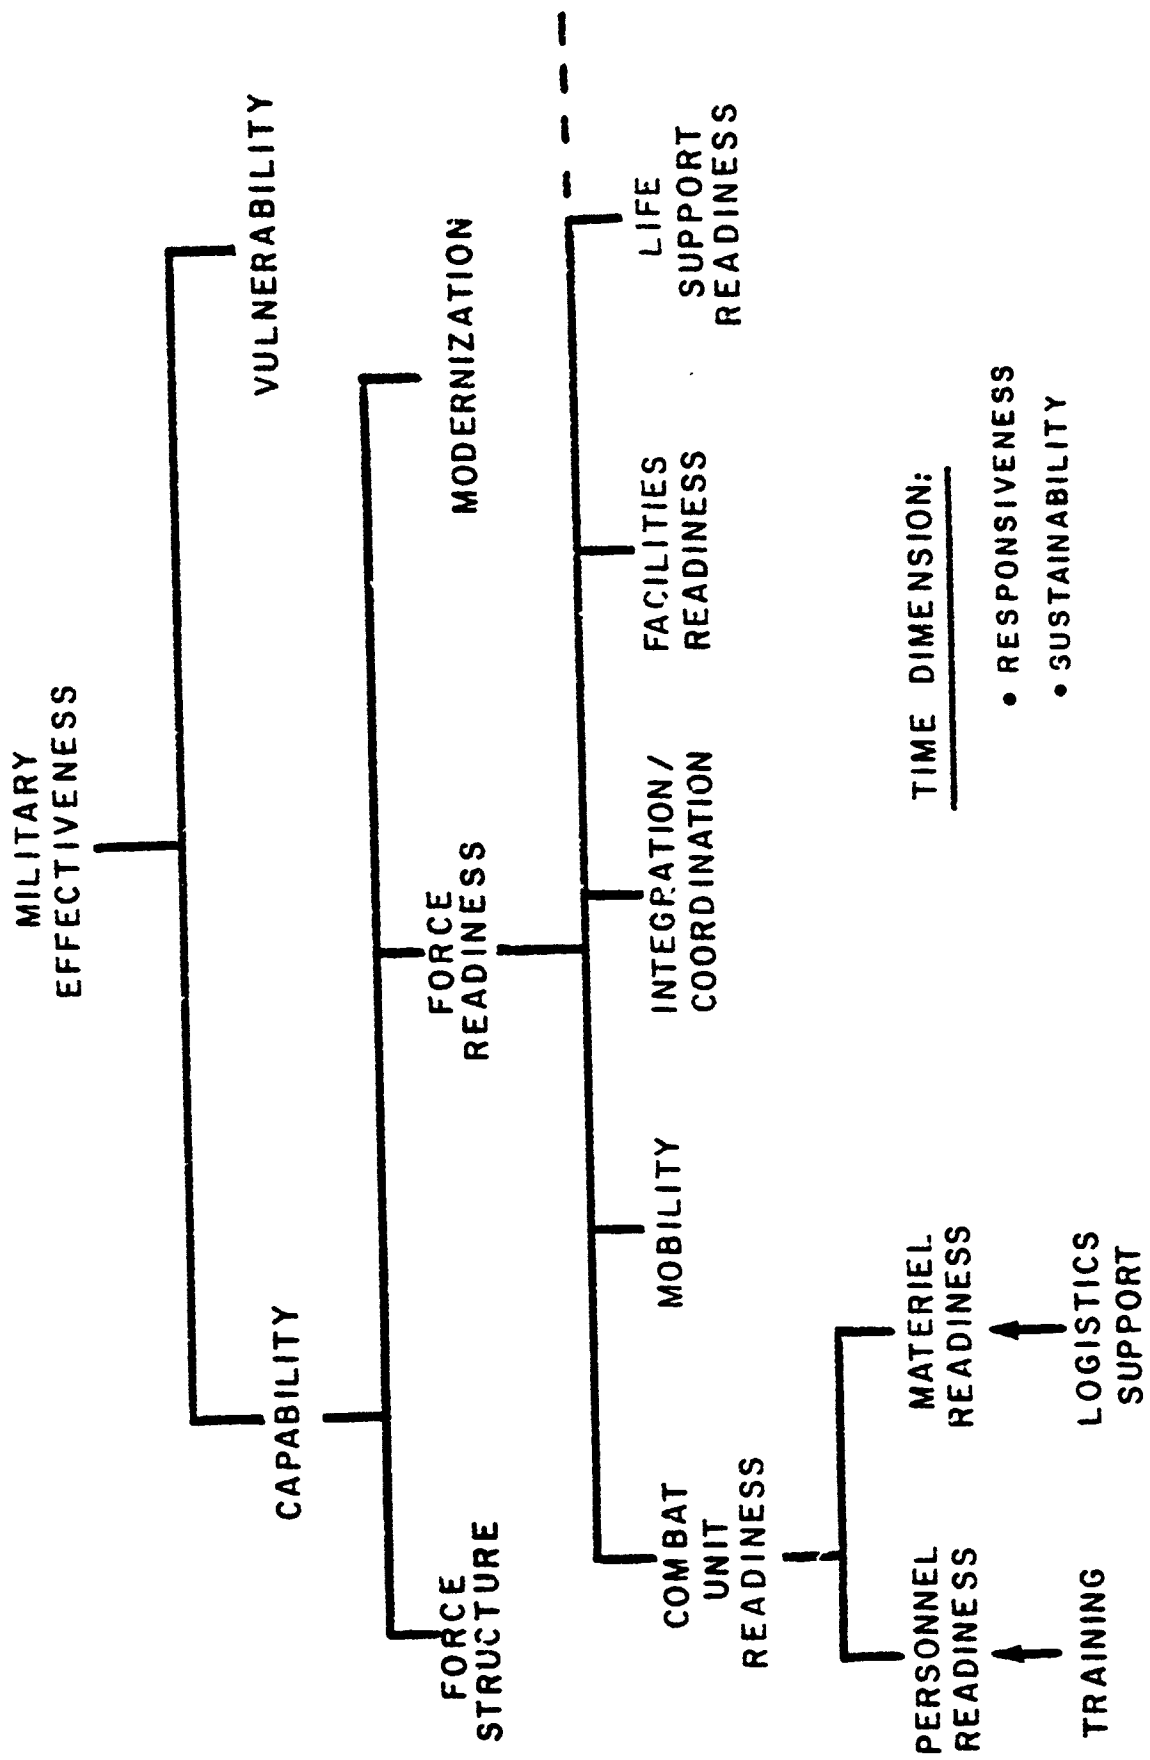 MILITARY
EFFECTIVENESS
CAPABILITY
VULNERABILITY
FORCE
STRUCTURE
FORCE
READINESS
MODERNIZATION
COMBAT
UNIT
READINESS
MOBILITY
INTEGRATION/
COORDINATION
FACILITIES
READINESS
LIFE
SUPPORT
READINESS
PERSONNEL
READINESS
MATERIEL
READINESS
TRAINING
LOGISTICS
SUPPORT
TIME DIMENSION:
• RESPONSIVENESS
• SUSTAINABILITY